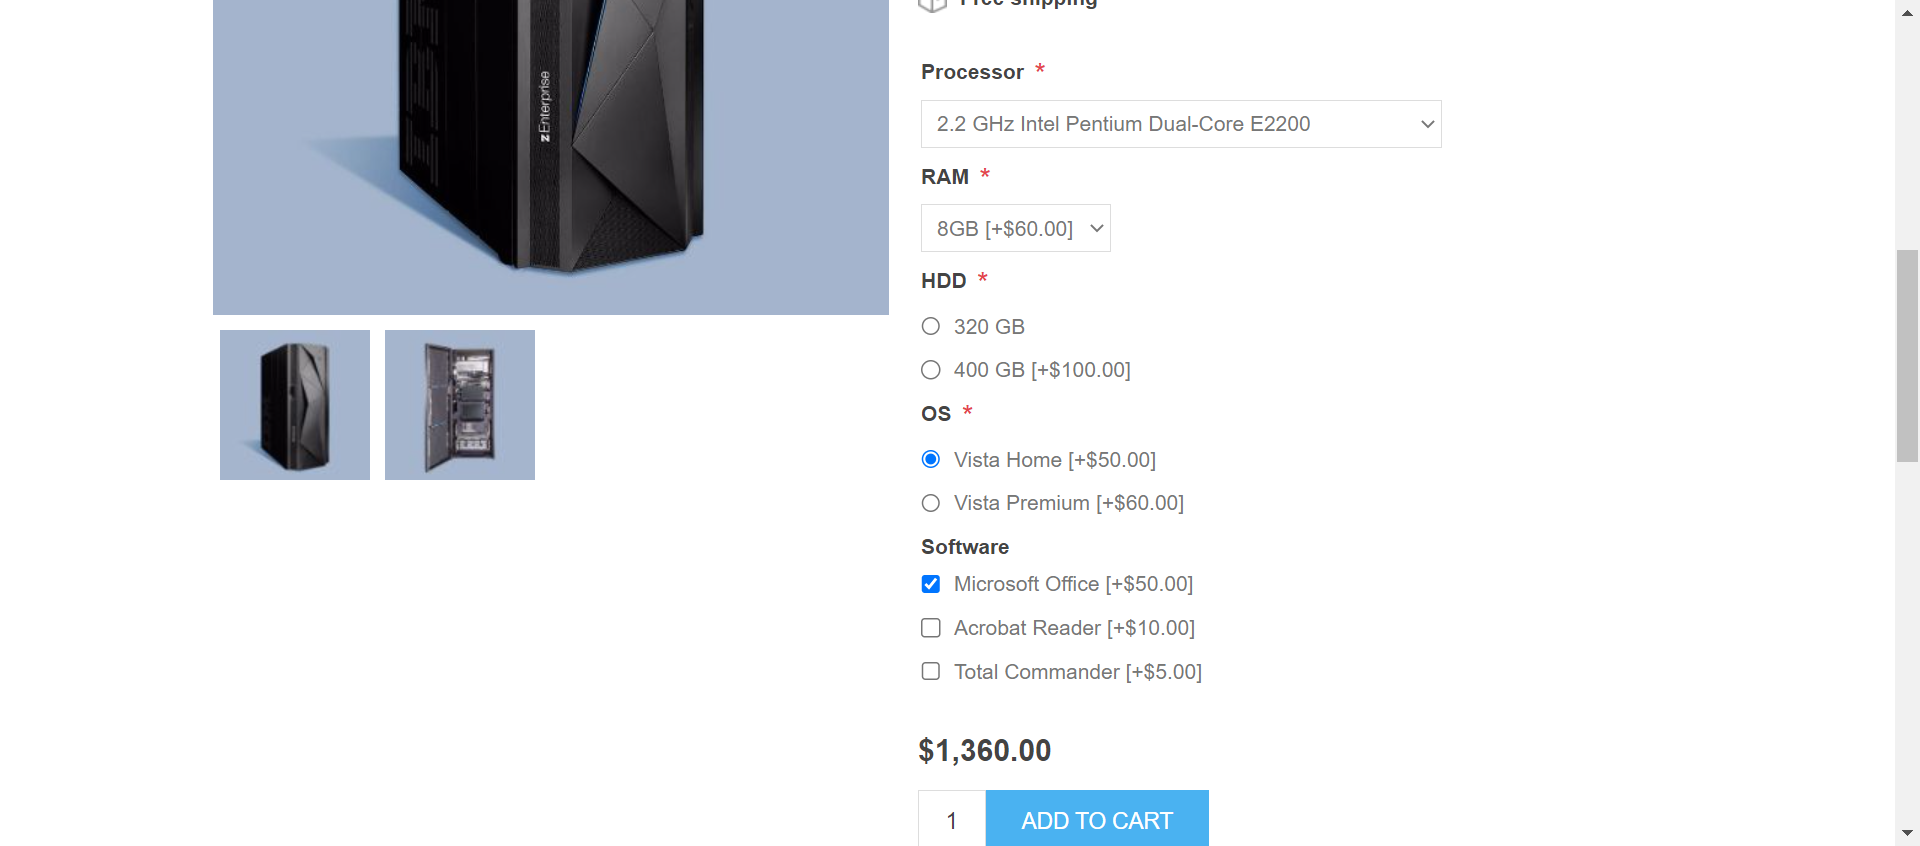 Free shipping
zEnterprise
Processor *
2.2 GHz Intel Pentium Dual-Core E2200
RAM *
8GB [+$60.00]
HDD *
320 GB
400 GB [+$100.00]
OS *
Vista Home [+$50.00]
Vista Premium [+$60.00]
Software
Microsoft Office [+$50.00]
Acrobat Reader [+$10.00]
Total Commander [+$5.00]
$1,360.00
1
ADD TO CART